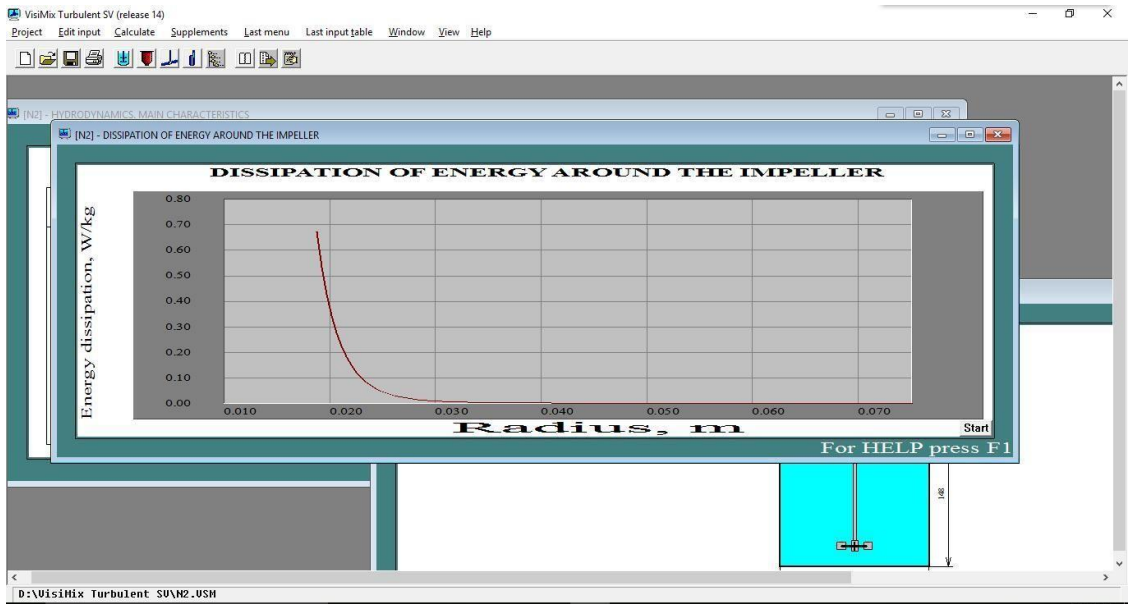 VisiMix Turbulent SV (release 14)
Project Edit input Calculate Supplements Last menu Last input table Window View Help
[N2] - HYDRODYNAMICS. MAIN CHARACTERISTICS
[N2] - DISSIPATION OF ENERGY AROUND THE IMPELLER
DISSIPATION OF ENERGY AROUND THE IMPELLER
Energy dissipation, W/kg
0.80
0.70
0.60
0.50
0.40
0.30
0.20
0.10
0.00
0.010 0.020 0.030 0.040 0.050 0.060 0.070
Radius, m
Start
For HELP press F1
148
D:\VisiMix Turbulent SV\N2.VSM